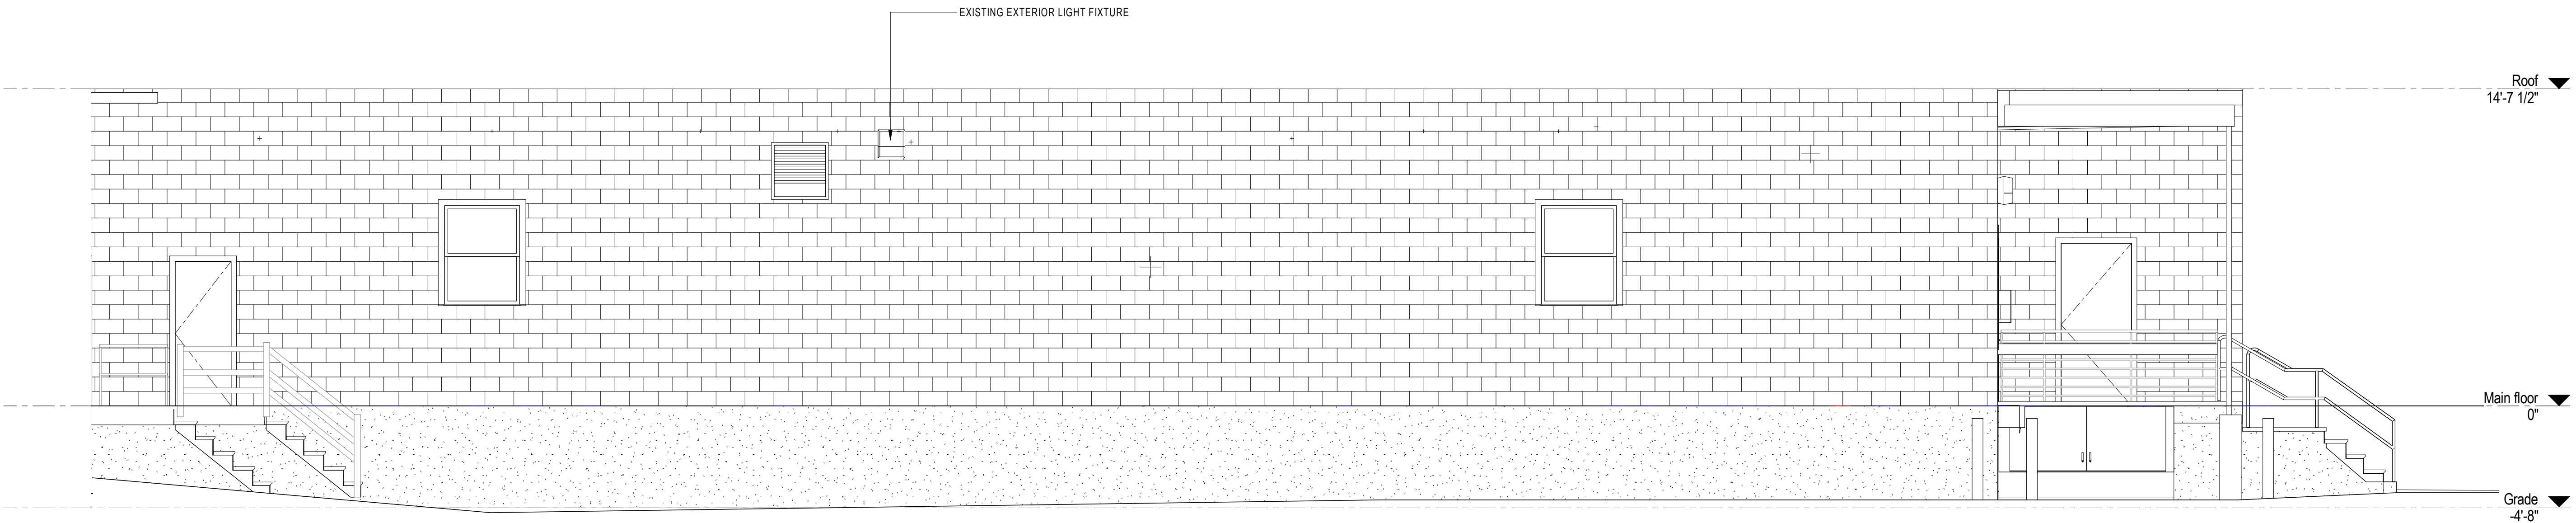 EXISTING EXTERIOR LIGHT FIXTURE
Roof
14'-7 1/2"
Main floor
0"
Grade
-4'-8"